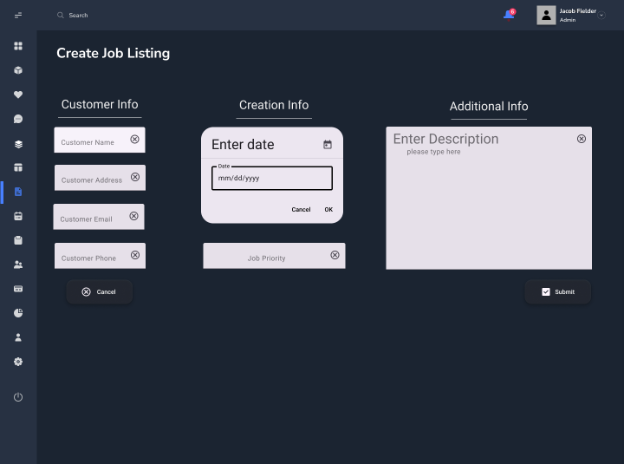 Search
6
Jacob Fielder
Admin
Create Job Listing
Customer Info
Creation Info
Additional Info
Customer Name
Enter date
Enter Description
please type here
Customer Address
Date
mm/dd/yyyy
Customer Email
Cancel OK
Customer Phone
Job Priority
Cancel
Submit